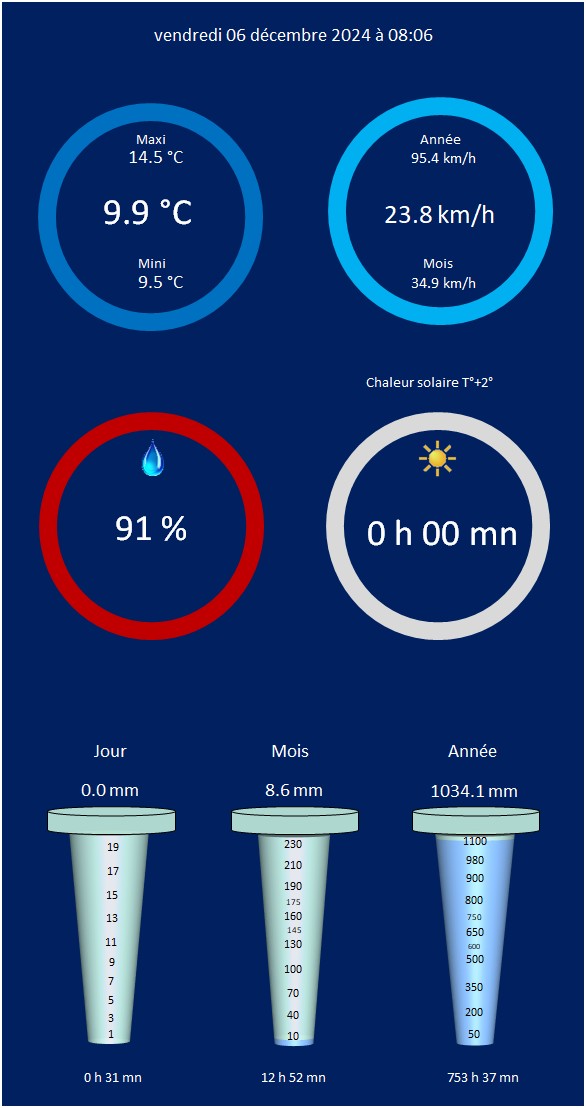 vendredi 06 décembre 2024 à 08:06
Maxi
14.5 °C
9.9 °C
Mini
9.5 °C
Année
95.4 km/h
23.8 km/h
Mois
34.9 km/h
Chaleur solaire T°+2°
91 %
0 h 00 mn
Jour
0.0 mm
19
17
15
13
11
9
7
5
3
1
0 h 31 mn
Mois
8.6 mm
230
210
190
175
160
145
130
100
70
40
10
12 h 52 mn
Année
1034.1 mm
1100
980
900
800
750
650
600
500
350
200
50
753 h 37 mn